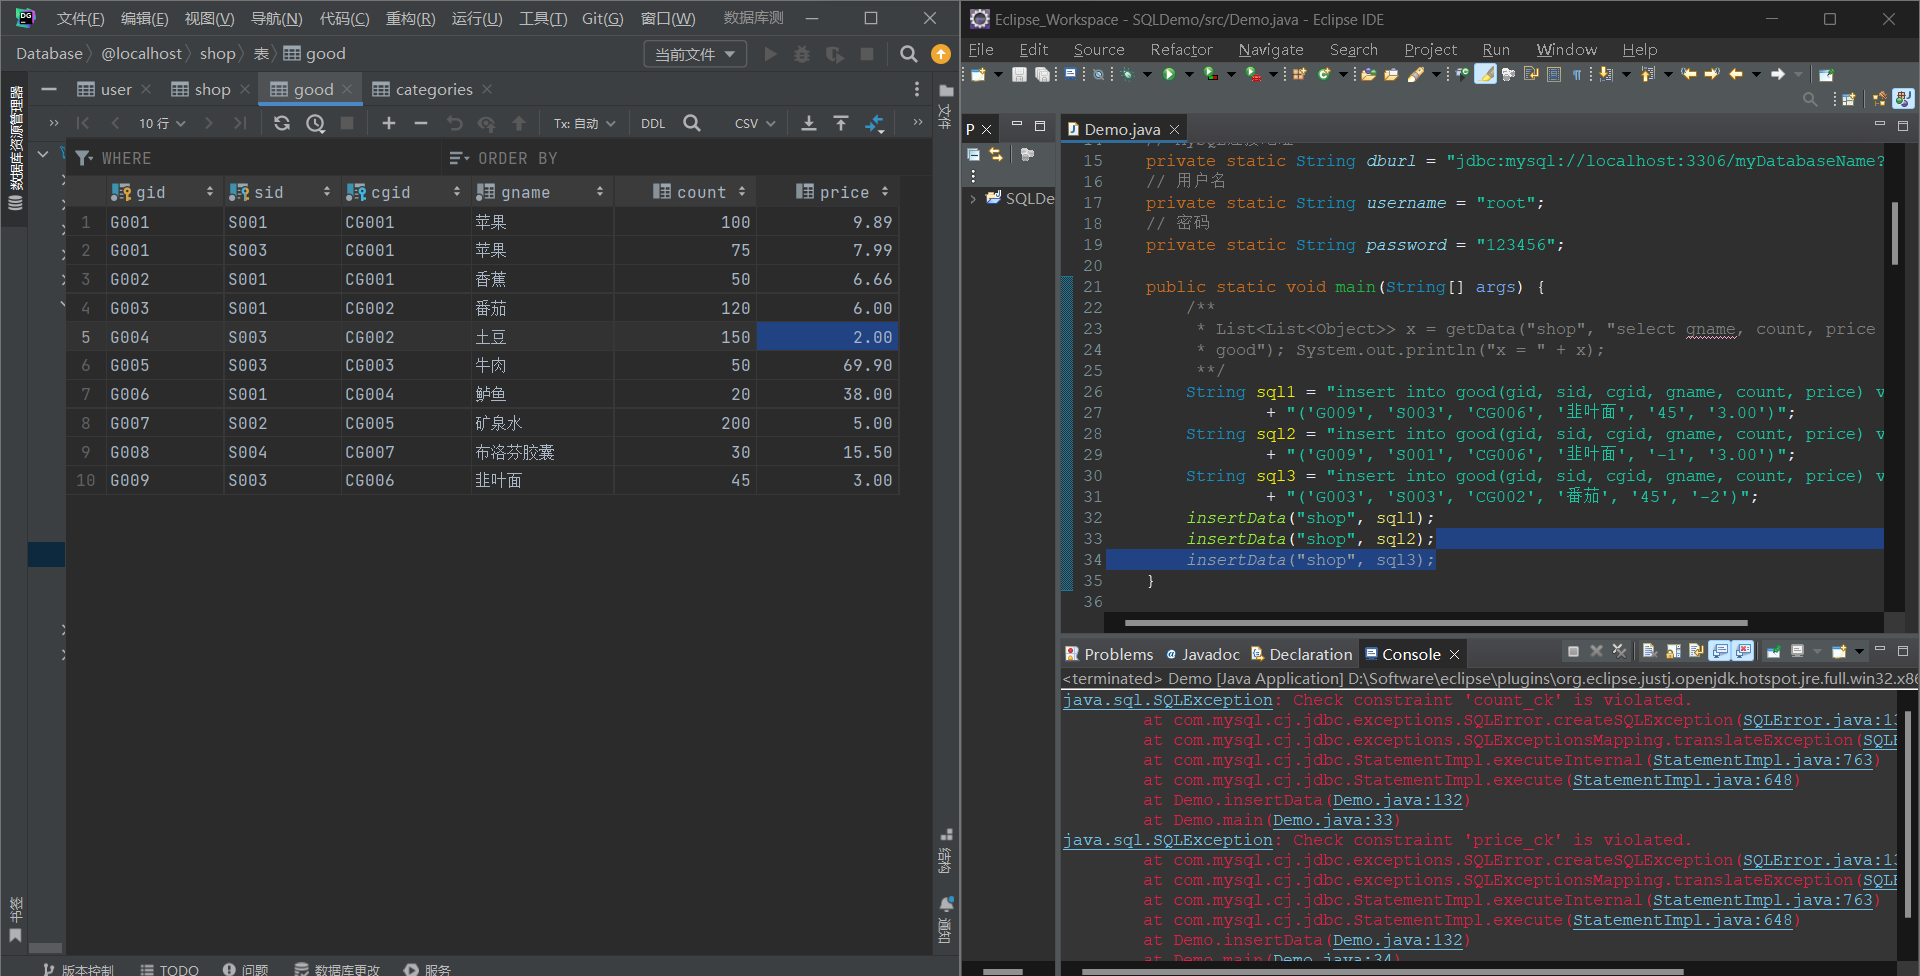 文件(F) 编辑(E) 视图(V) 导航(N) 代码(C) 重构(R) 运行(U) 工具(T) Git(G) 窗口(W) 数据库测
Database @localhost shop 表 good 当前文件
user shop good categories
10 行 Tx: 自动 DDL CSV
WHERE ORDER BY
gid sid cgid gname count price
1 G001 S001 CG001 苹果 100 9.89
2 G001 S003 CG001 苹果 75 7.99
3 G002 S001 CG001 香蕉 50 6.66
4 G003 S001 CG002 番茄 120 6.00
5 G004 S003 CG002 土豆 150 2.00
6 G005 S003 CG003 牛肉 50 69.90
7 G006 S001 CG004 鲈鱼 20 38.00
8 G007 S002 CG005 矿泉水 200 5.00
9 G008 S004 CG007 布洛芬胶囊 30 15.50
10 G009 S003 CG006 韭叶面 45 3.00
数据库资源管理器
书签
文件
结构
通知
版本控制 TODO 问题 数据库更改 服务
Eclipse_Workspace - SQLDemo/src/Demo.java - Eclipse IDE
File Edit Source Refactor Navigate Search Project Run Window Help
P
SQLDe
Demo.java
15 private static String dburl = "jdbc:mysql://localhost:3306/myDatabaseName?
16 // 用户名
17 private static String username = "root";
18 // 密码
19 private static String password = "123456";
20
21 public static void main(String[] args) {
22 /**
23 * List<List<Object>> x = getData("shop", "select gname, count, price
24 * good"); System.out.println("x = " + x);
25 **/
26 String sql1 = "insert into good(gid, sid, cgid, gname, count, price) v
27 + "('G009', 'S003', 'CG006', '韭叶面', '45', '3.00')";
28 String sql2 = "insert into good(gid, sid, cgid, gname, count, price) v
29 + "('G009', 'S001', 'CG006', '韭叶面', '-1', '3.00')";
30 String sql3 = "insert into good(gid, sid, cgid, gname, count, price) v
31 + "('G003', 'S003', 'CG002', '番茄', '45', '-2')";
32 insertData("shop", sql1);
33 insertData("shop", sql2);
34 insertData("shop", sql3);
35 }
36
Problems Javadoc Declaration Console
<terminated> Demo [Java Application] D:\Software\eclipse\plugins\org.eclipse.justj.openjdk.hotspot.jre.full.win32.x86
java.sql.SQLException: Check constraint 'count_ck' is violated.
at com.mysql.cj.jdbc.exceptions.SQLError.createSQLException(SQLError.java:13
at com.mysql.cj.jdbc.exceptions.SQLExceptionsMapping.translateException(SQLE
at com.mysql.cj.jdbc.StatementImpl.executeInternal(StatementImpl.java:763)
at com.mysql.cj.jdbc.StatementImpl.execute(StatementImpl.java:648)
at Demo.insertData(Demo.java:132)
at Demo.main(Demo.java:33)
java.sql.SQLException: Check constraint 'price_ck' is violated.
at com.mysql.cj.jdbc.exceptions.SQLError.createSQLException(SQLError.java:13
at com.mysql.cj.jdbc.exceptions.SQLExceptionsMapping.translateException(SQLE
at com.mysql.cj.jdbc.StatementImpl.executeInternal(StatementImpl.java:763)
at com.mysql.cj.jdbc.StatementImpl.execute(StatementImpl.java:648)
at Demo.insertData(Demo.java:132)
at Demo.main(Demo.java:34)